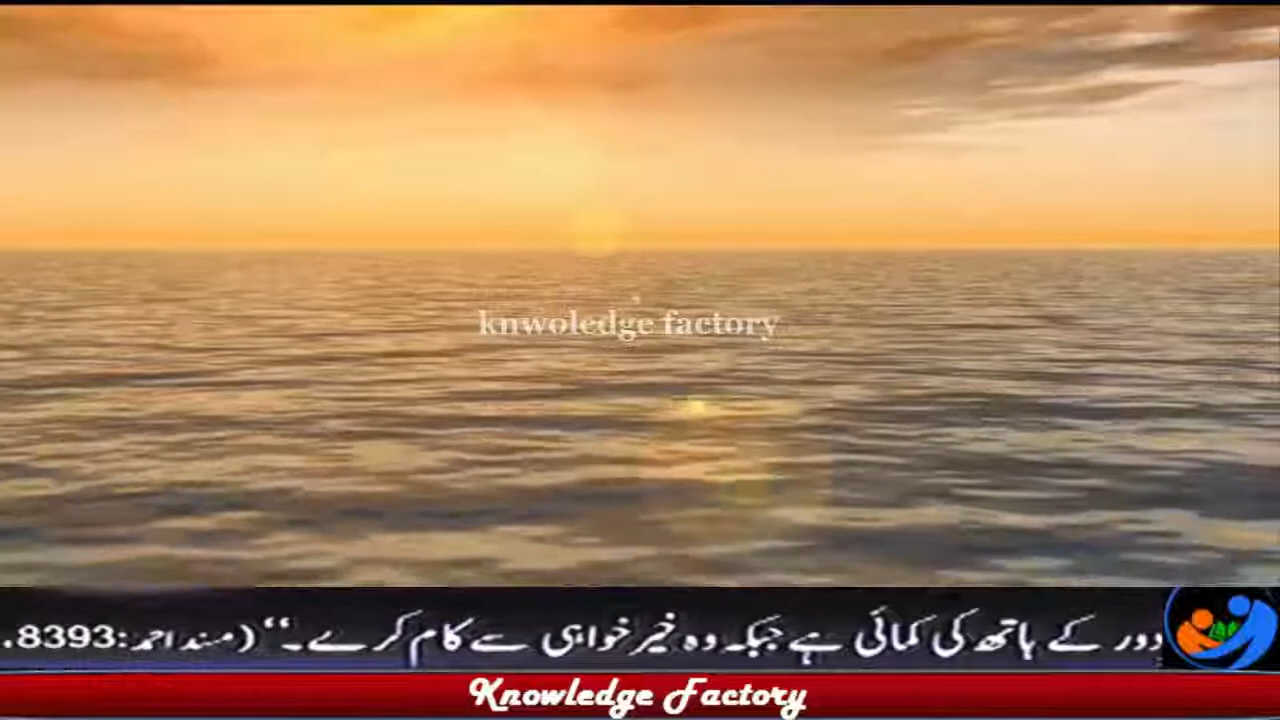 knwoledge factory
دور کے ہاتھ کی کمائی ہے جبکہ وہ خیر خواہی سے کام کرے۔‘‘ (مسند احمد:8393.
Knowledge Factory